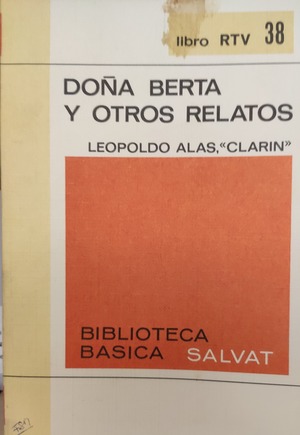 libro RTV 38
DOÑA BERTA
Y OTROS RELATOS
LEOPOLDO ALAS, «CLARIN»
BIBLIOTECA
BASICA SALVAT